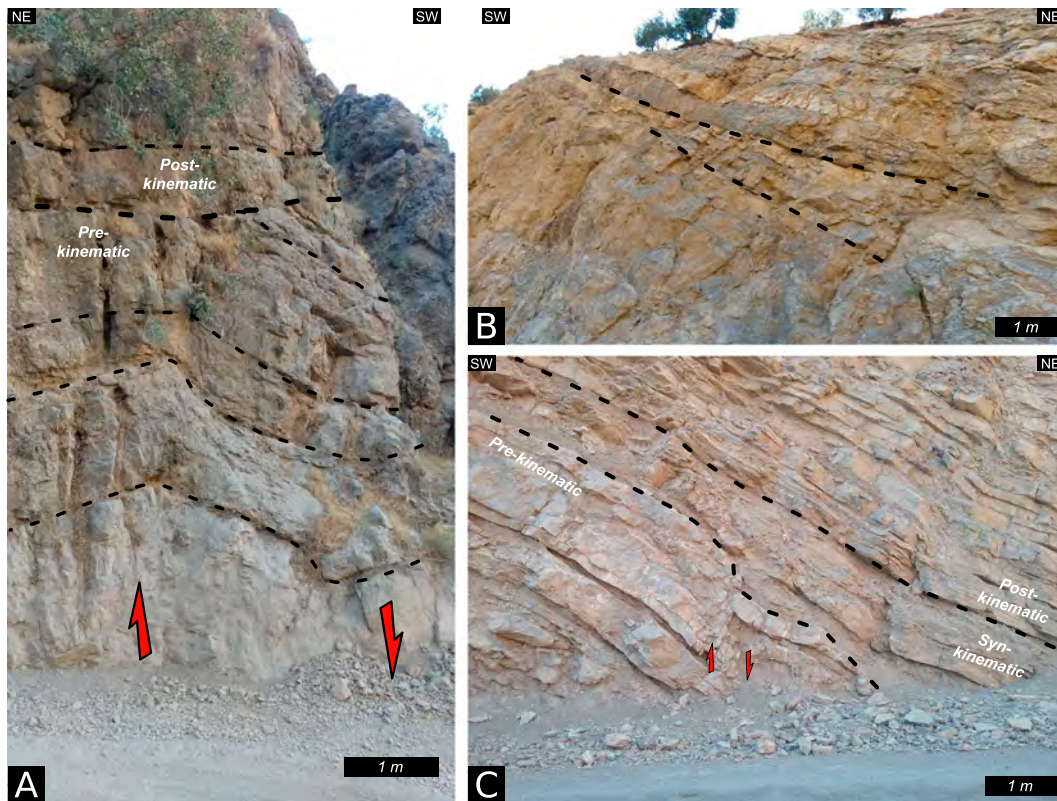 NE
SW
Post-
kinematic
Pre-
kinematic
1 m
A
SW
NE
B
1 m
SW
NE
Pre-kinematic
Post-
kinematic
Syn-
kinematic
1 m
C